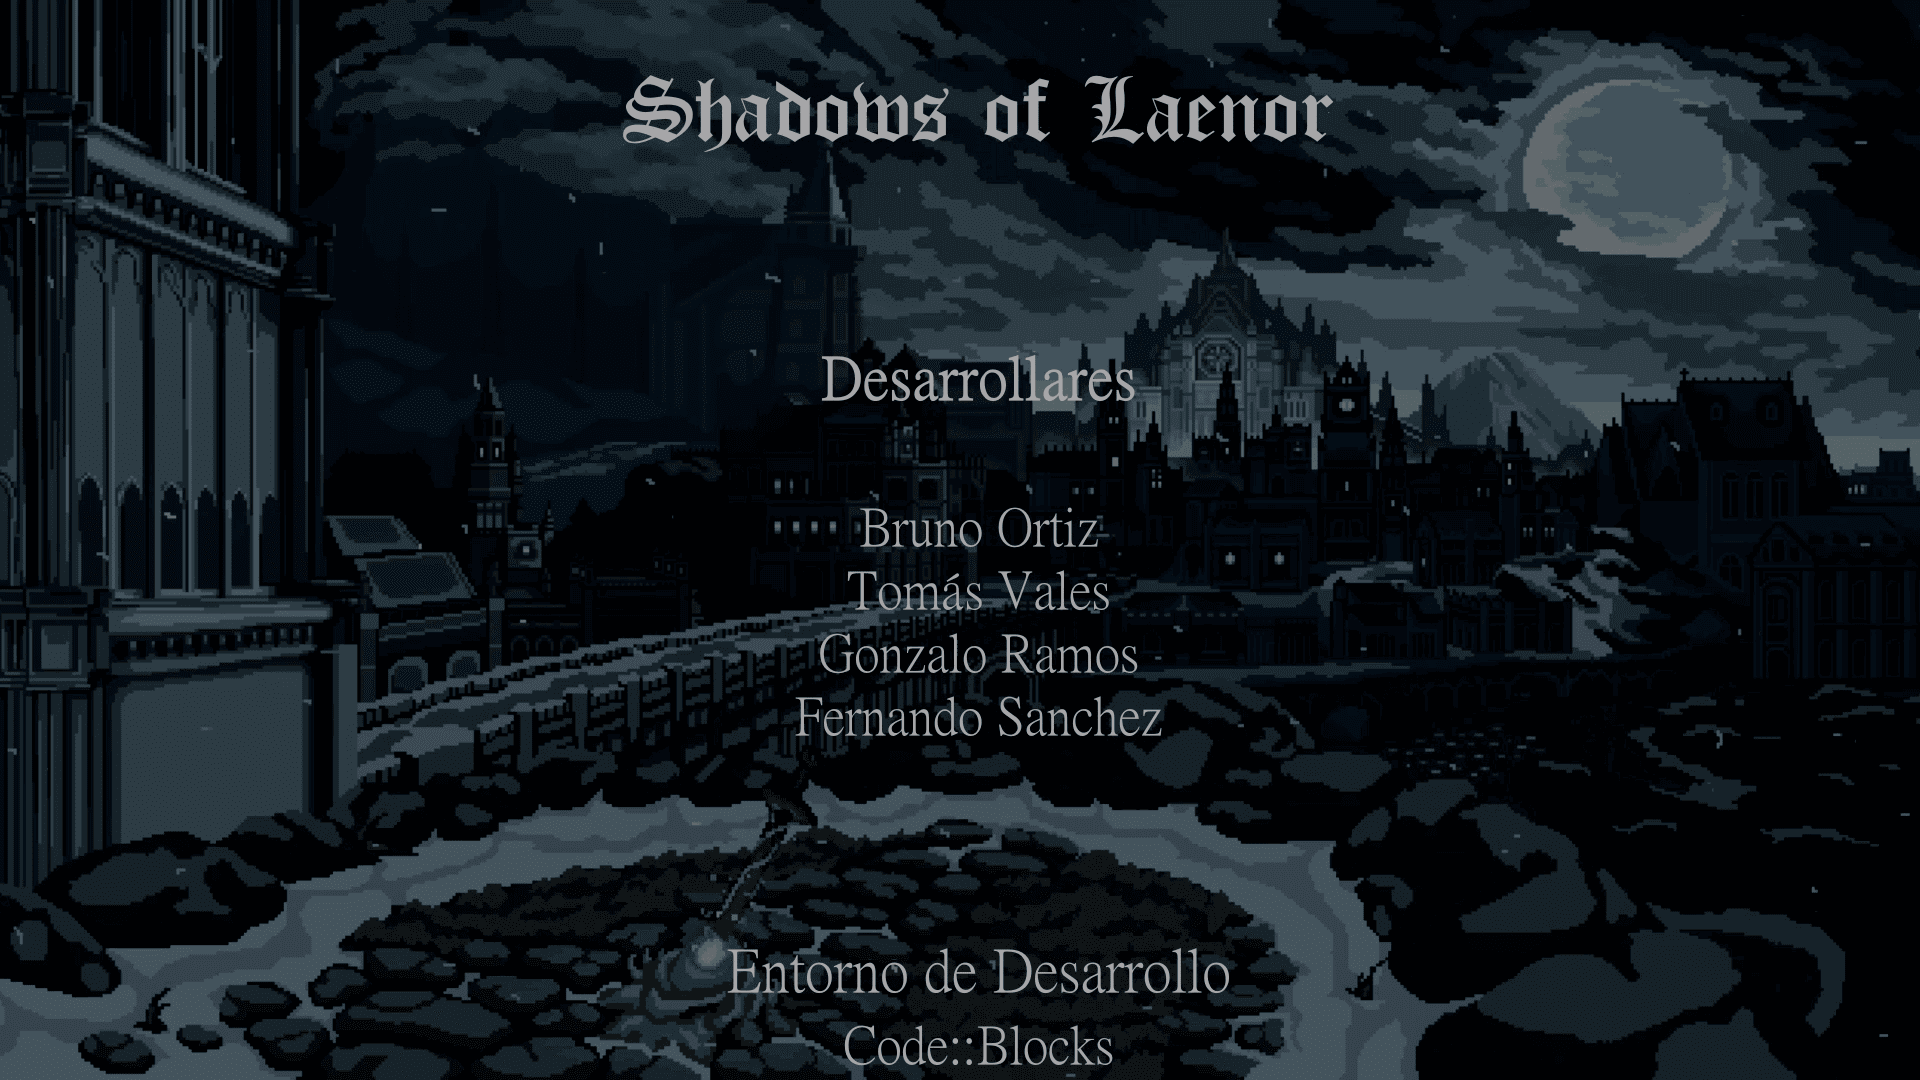 Shadows of Laenor
Desarrollares
Bruno Ortiz
Tomás Vales
Gonzalo Ramos
Fernando Sanchez
Entorno de Desarrollo
Code::Blocks